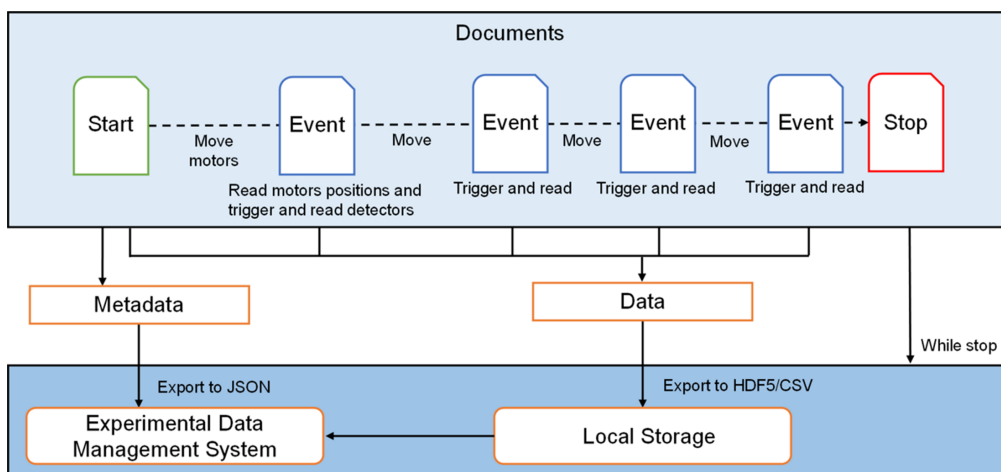 Documents
Start
Event
Event
Event
Event
Stop
Move
motors
Move
Move
Move
Read motors positions and
trigger and read detectors
Trigger and read
Trigger and read
Trigger and read
Metadata
Data
While stop
Export to JSON
Export to HDF5/CSV
Experimental Data
Management System
Local Storage